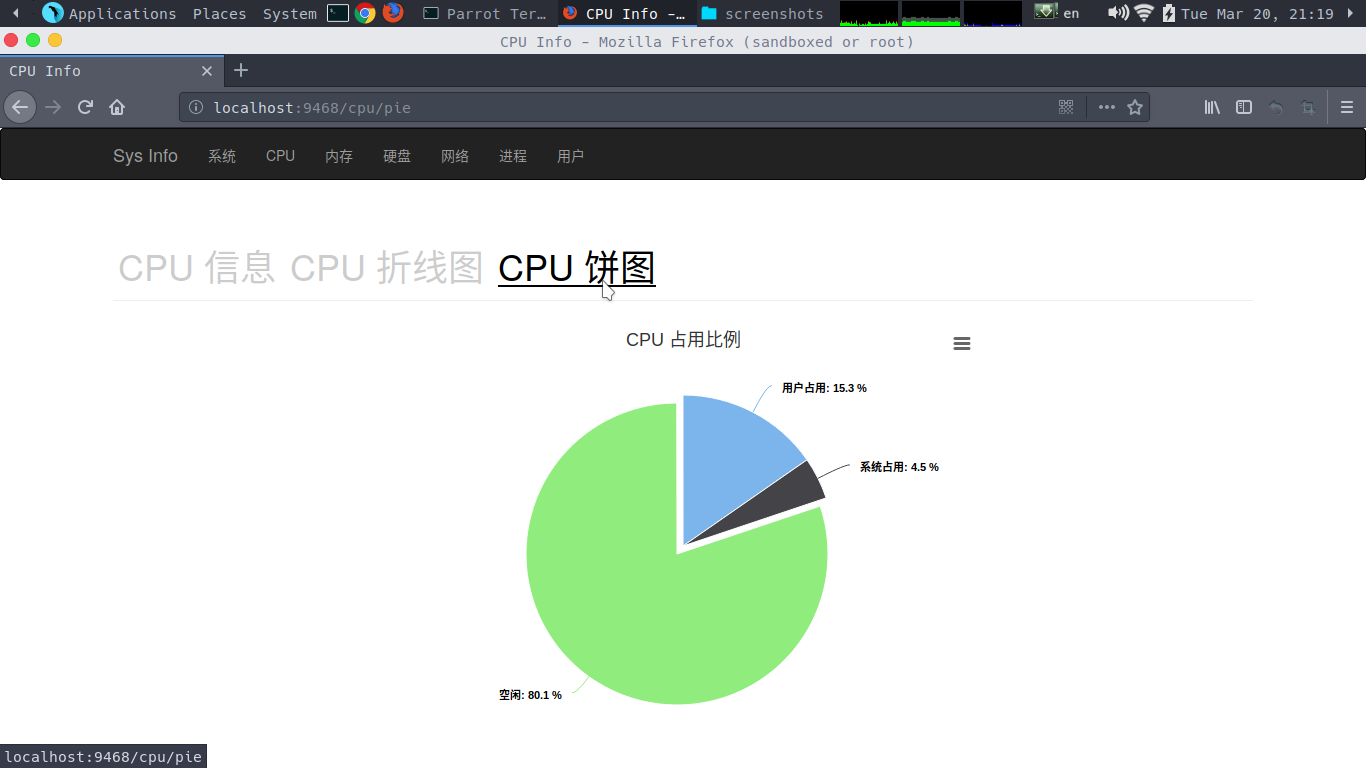 Applications Places System Parrot Ter… CPU Info –… screenshots en Tue Mar 20, 21:19
CPU Info – Mozilla Firefox (sandboxed or root)
CPU Info
localhost:9468/cpu/pie
Sys Info 系统 CPU 内存 硬盘 网络 进程 用户
CPU 信息 CPU 折线图 CPU 饼图
CPU 占用比例
用户占用: 15.3 %
系统占用: 4.5 %
空闲: 80.1 %
localhost:9468/cpu/pie